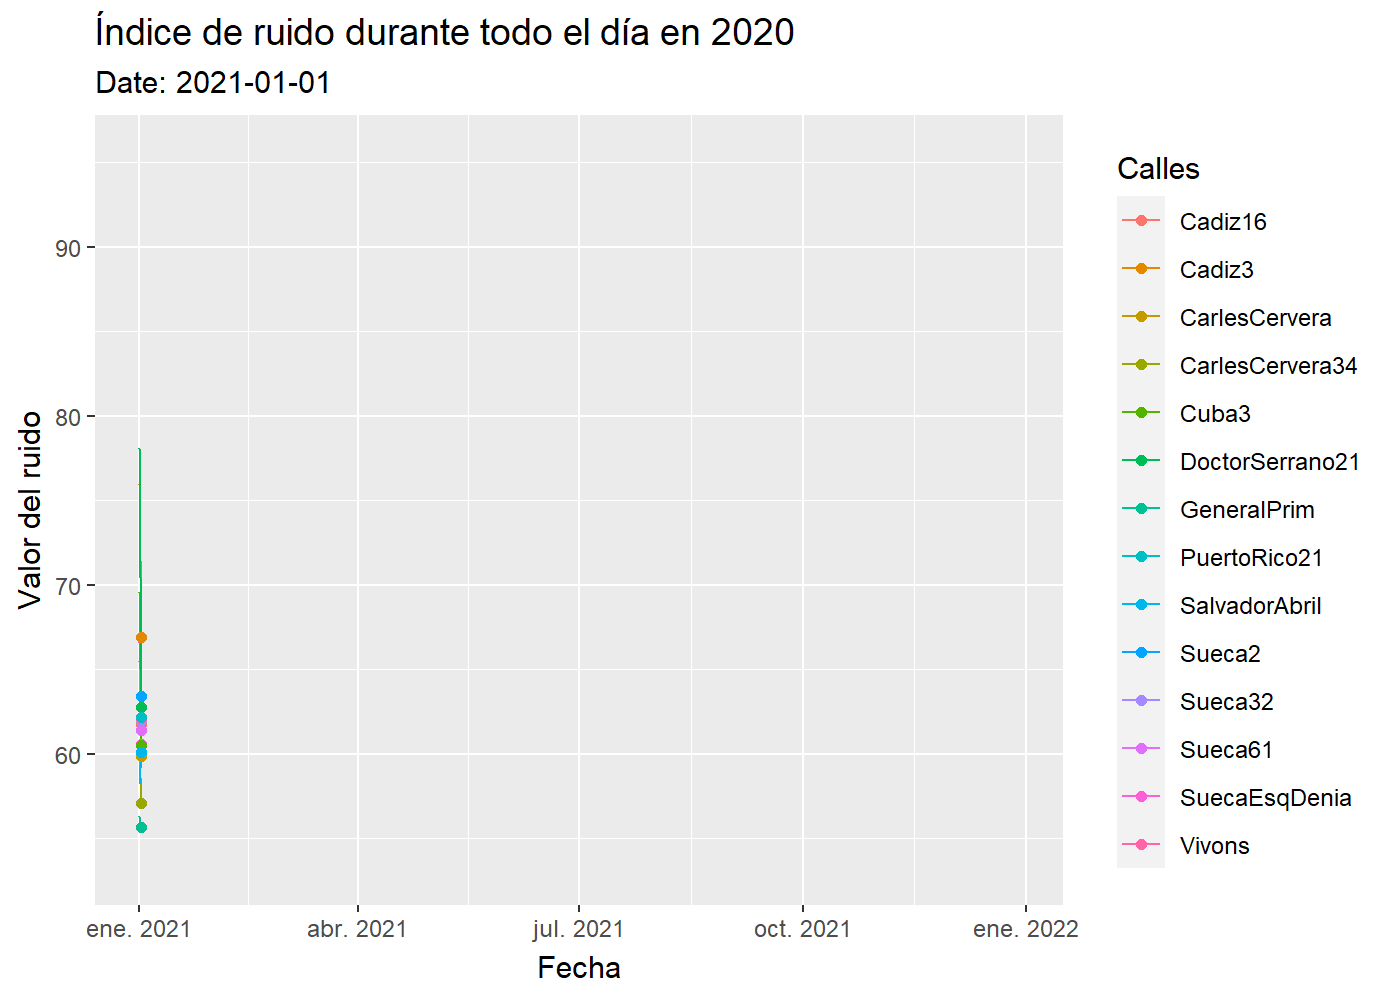 Índice de ruido durante todo el día en 2020
Date: 2021-01-01
Valor del ruido
90
80
70
60
ene. 2021
abr. 2021
jul. 2021
oct. 2021
ene. 2022
Fecha
Calles
Cadiz16
Cadiz3
CarlesCervera
CarlesCervera34
Cuba3
DoctorSerrano21
GeneralPrim
PuertoRico21
SalvadorAbril
Sueca2
Sueca32
Sueca61
SuecaEsqDenia
Vivons